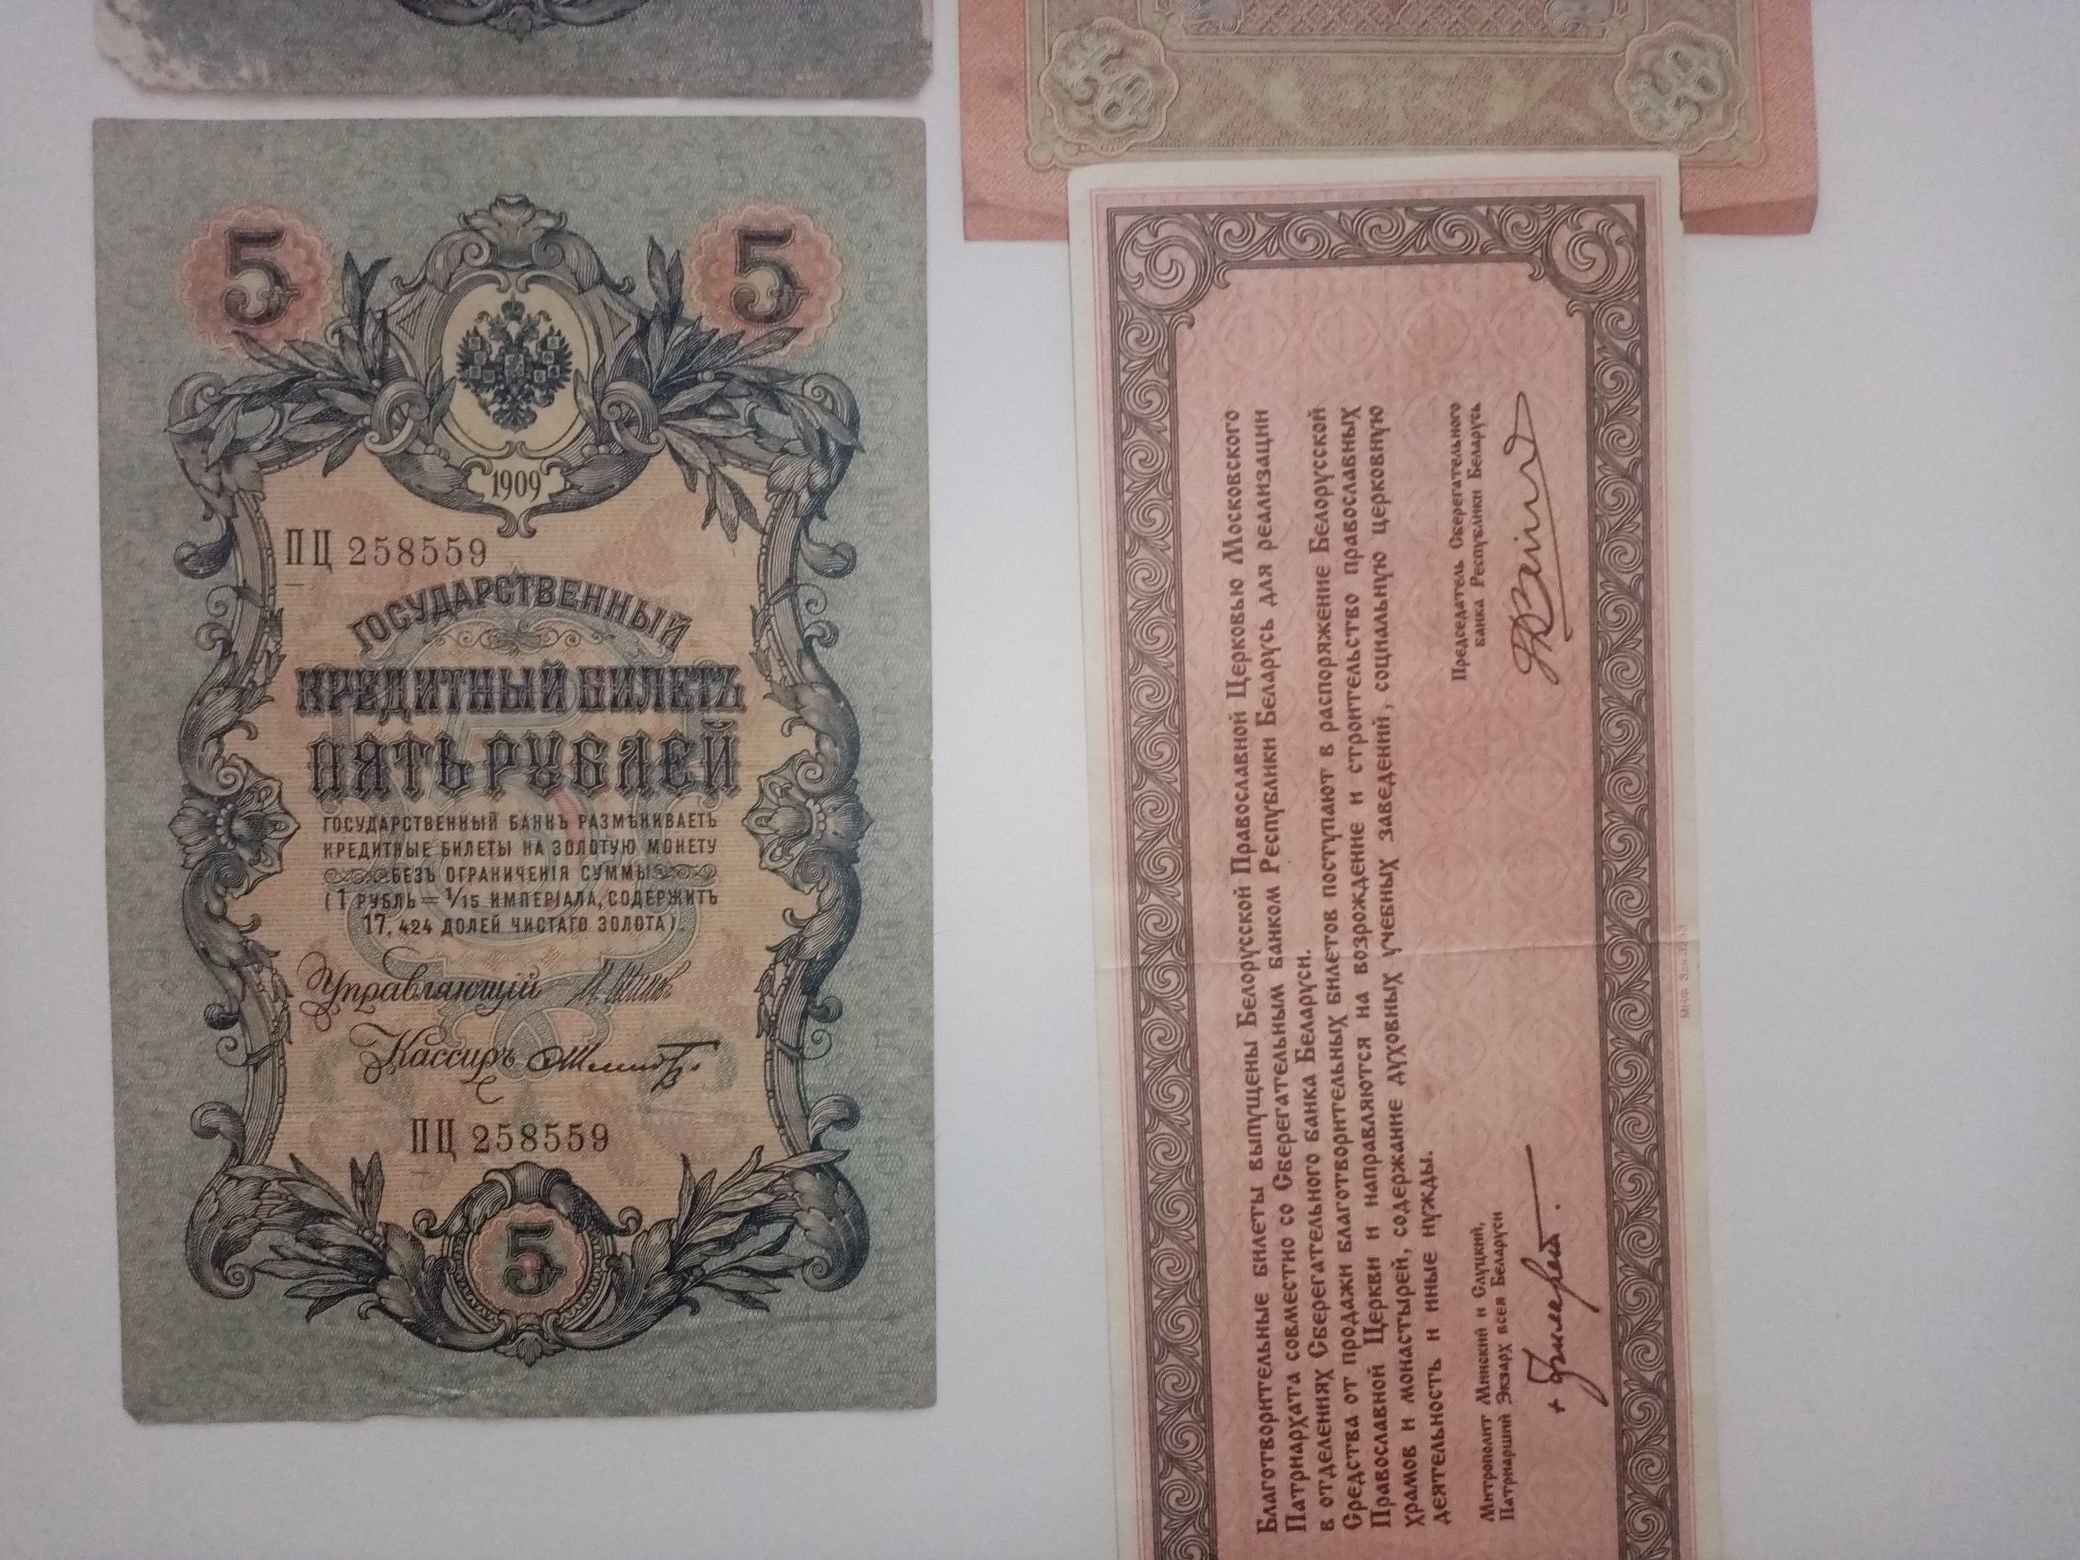 5 5
1909
ПЦ 258559
ГОСУДАРСТВЕННЫЙ
КРЕДИТНЫЙ БИЛЕТЪ
ПЯТЬ РУБЛЕЙ
ГОСУДАРСТВЕННЫЙ БАНКЪ РАЗМѢНИВАЕТЪ
КРЕДИТНЫЕ БИЛЕТЫ НА ЗОЛОТУЮ МОНЕТУ
БЕЗЪ ОГРАНИЧЕНІЯ СУММЫ
(1 РУБЛЬ = 1/15 ИМПЕРІАЛА, СОДЕРЖИТЪ
17,424 ДОЛЕЙ ЧИСТАГО ЗОЛОТА).
Управляющій
Кассиръ
ПЦ 258559
5
Благотворительные билеты выпущены Белорусской Православной Церковью Московского
Патриархата совместно со Сберегательным банком Республики Беларусь для реализации
в отделениях Сберегательного банка Беларуси.
Средства от продажи благотворительных билетов поступают в распоряжение Белорусской
Православной Церкви и направляются на возрождение и строительство православных
храмов и монастырей, содержание духовных учебных заведений, социальную церковную
деятельность и иные нужды.
Митрополит Минский и Слуцкий,
Патриарший Экзарх всея Беларуси
Председатель Сберегательного
банка Республики Беларусь
МПФ Зак.3253